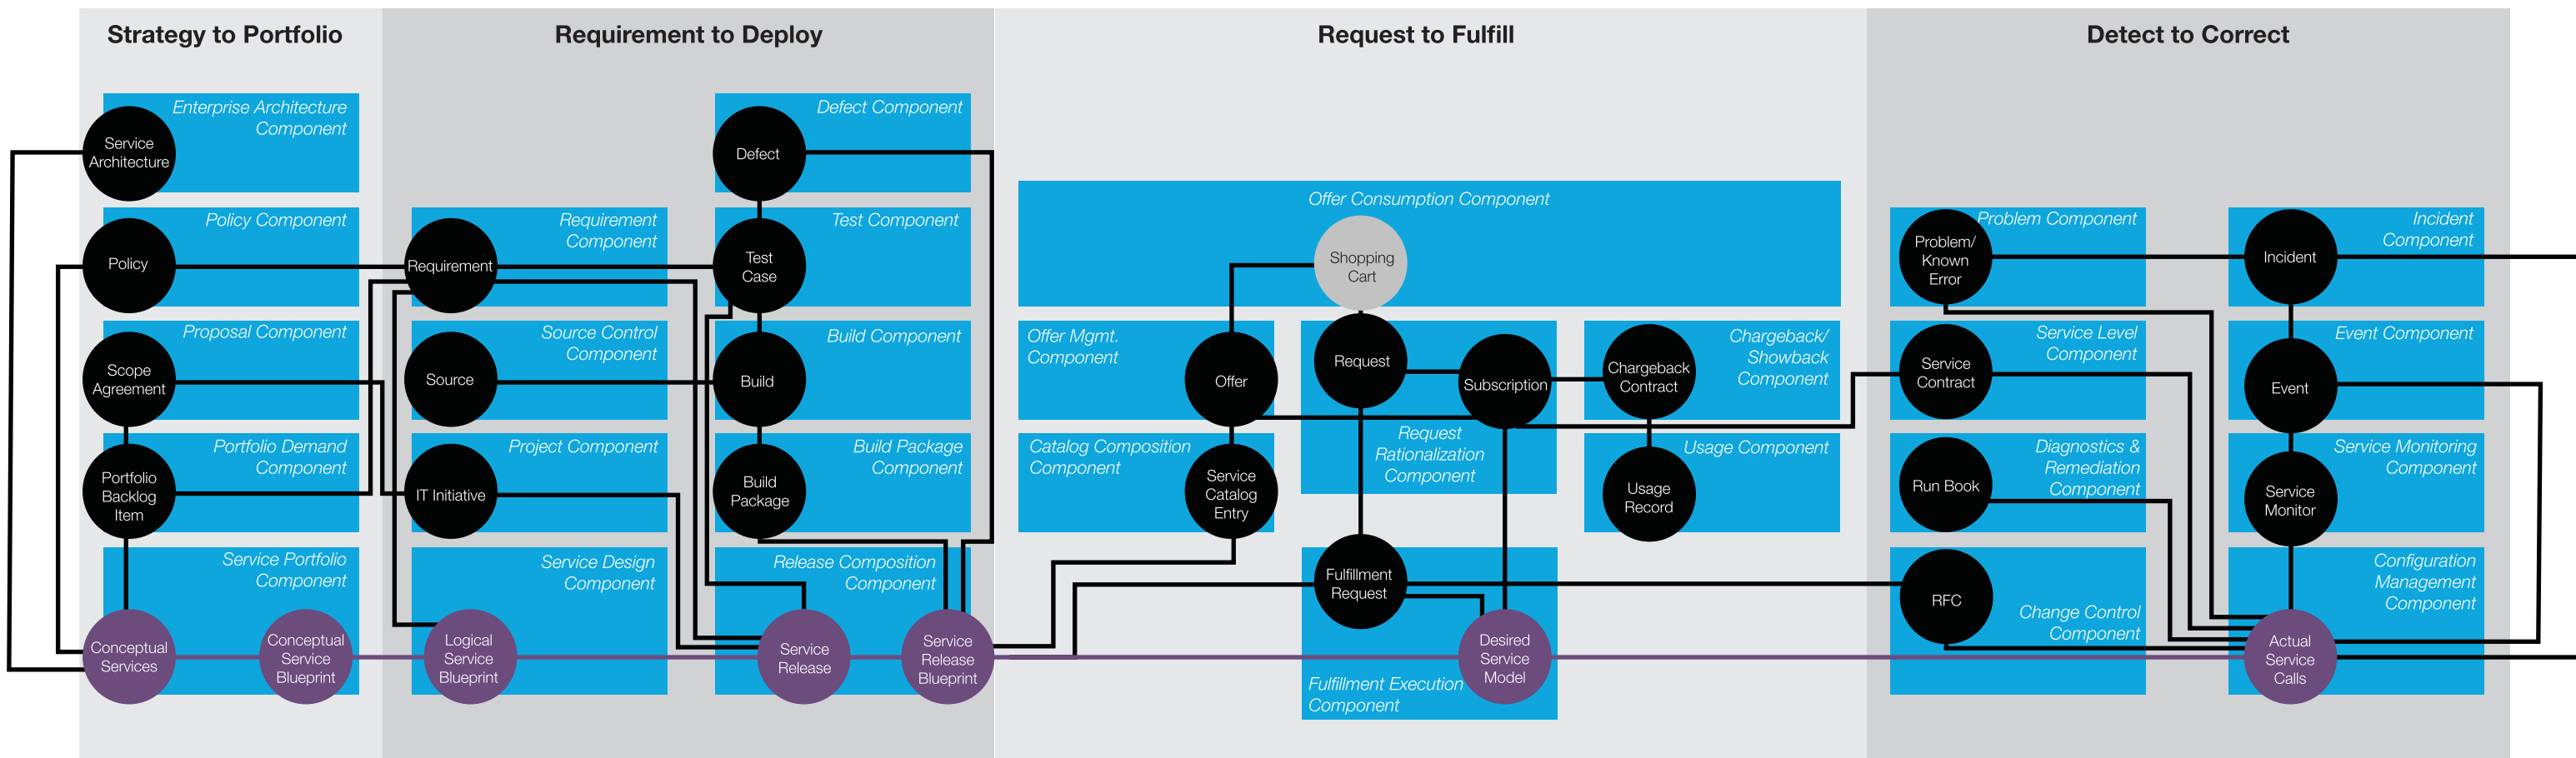 Strategy to Portfolio
Requirement to Deploy
Request to Fulfill
Detect to Correct
Enterprise Architecture
Component
Service
Architecture
Policy Component
Policy
Proposal Component
Scope
Agreement
Portfolio Demand
Component
Portfolio
Backlog
Item
Service Portfolio
Component
Conceptual
Services
Conceptual
Service
Blueprint
Requirement
Component
Requirement
Source Control
Component
Source
Project Component
IT Initiative
Service Design
Component
Logical
Service
Blueprint
Defect Component
Defect
Test Component
Test
Case
Build Component
Build
Build Package
Component
Build
Package
Release Composition
Component
Service
Release
Service
Release
Blueprint
Offer Consumption Component
Shopping
Cart
Offer Mgmt.
Component
Offer
Catalog Composition
Component
Service
Catalog
Entry
Request
Subscription
Request
Rationalization
Component
Chargeback/
Showback
Component
Chargeback
Contract
Usage Component
Usage
Record
Fulfillment
Request
Desired
Service
Model
Fulfillment Execution
Component
Problem Component
Problem/
Known
Error
Service Level
Component
Service
Contract
Diagnostics &
Remediation
Component
Run Book
RFC
Change Control
Component
Incident
Component
Incident
Event Component
Event
Service Monitoring
Component
Service
Monitor
Configuration
Management
Component
Actual
Service
Calls